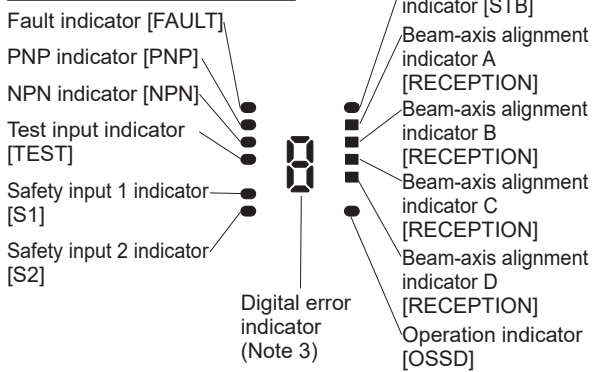 Fault indicator [FAULT]
PNP indicator [PNP]
NPN indicator [NPN]
Test input indicator
[TEST]
Safety input 1 indicator
[S1]
Safety input 2 indicator
[S2]
Digital error
indicator
(Note 3)
indicator [STB]
Beam-axis alignment
indicator A
[RECEPTION]
Beam-axis alignment
indicator B
[RECEPTION]
Beam-axis alignment
indicator C
[RECEPTION]
Beam-axis alignment
indicator D
[RECEPTION]
Operation indicator
[OSSD]